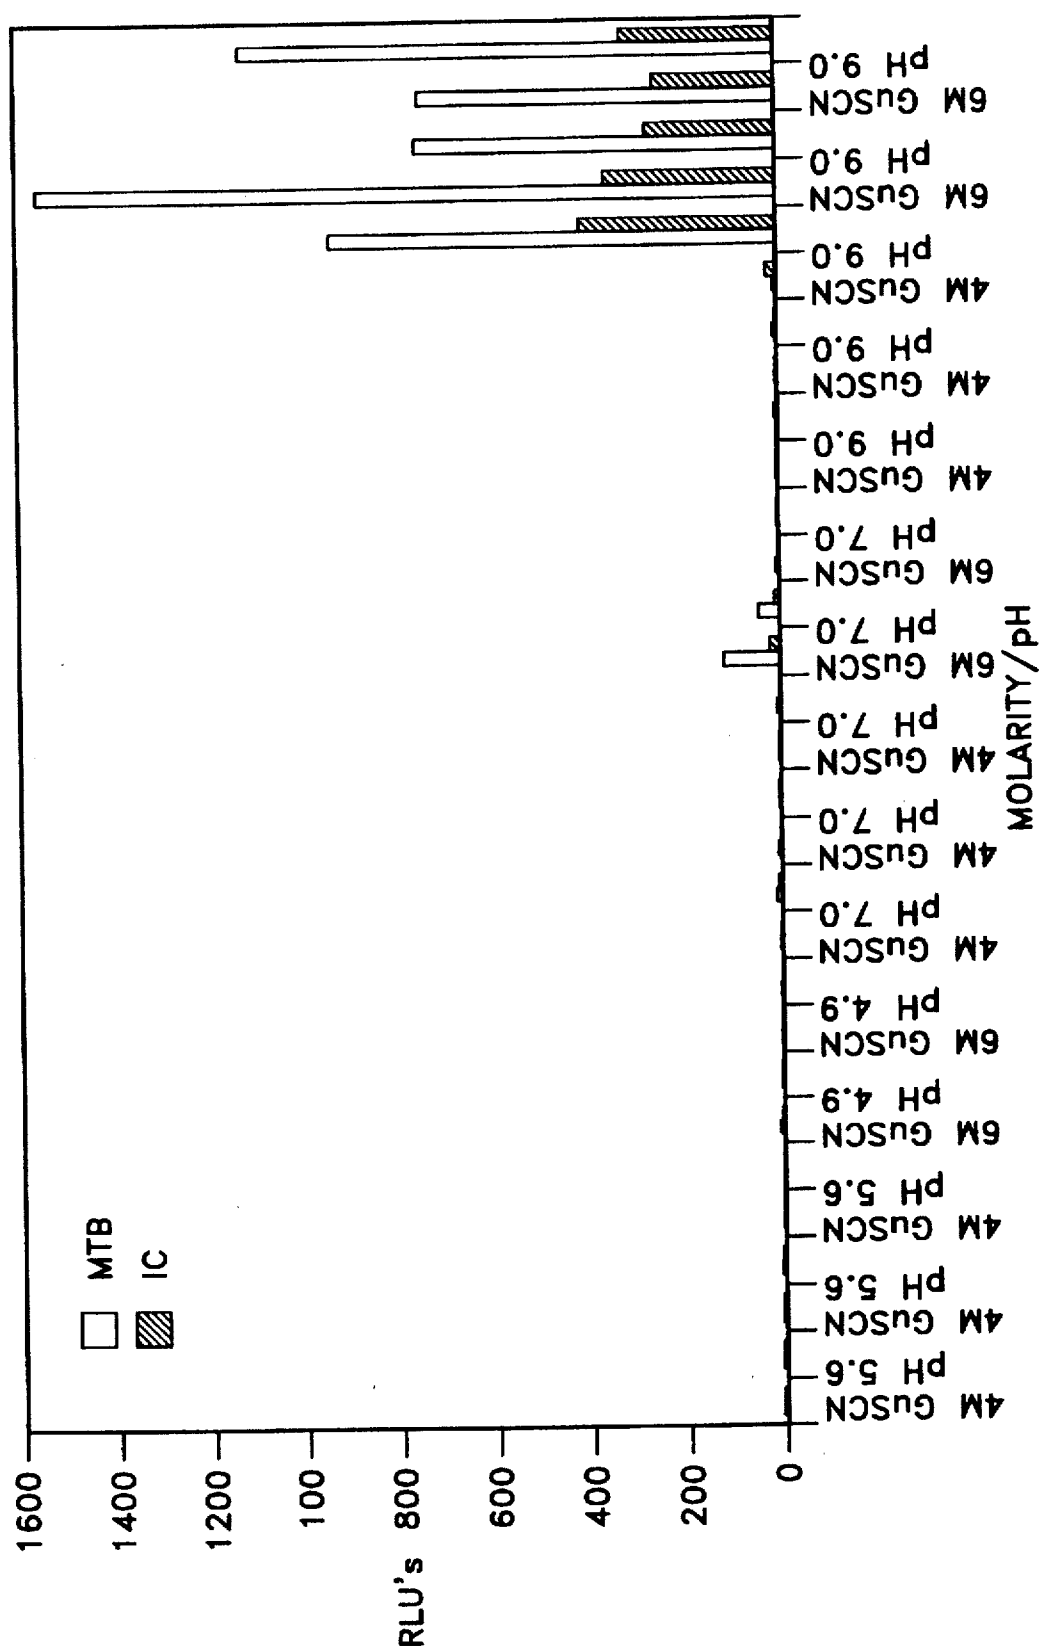 MTB
IC
RLU's
1600
1400
1200
100
800
600
400
200
0
4M GuSCN
pH 5.6
4M GuSCN
pH 5.6
4M GuSCN
pH 5.6
6M GuSCN
pH 4.9
6M GuSCN
pH 4.9
4M GuSCN
pH 7.0
4M GuSCN
pH 7.0
4M GuSCN
pH 7.0
6M GuSCN
pH 7.0
6M GuSCN
pH 7.0
4M GuSCN
pH 9.0
4M GuSCN
pH 9.0
4M GuSCN
pH 9.0
6M GuSCN
pH 9.0
6M GuSCN
pH 9.0
MOLARITY/pH